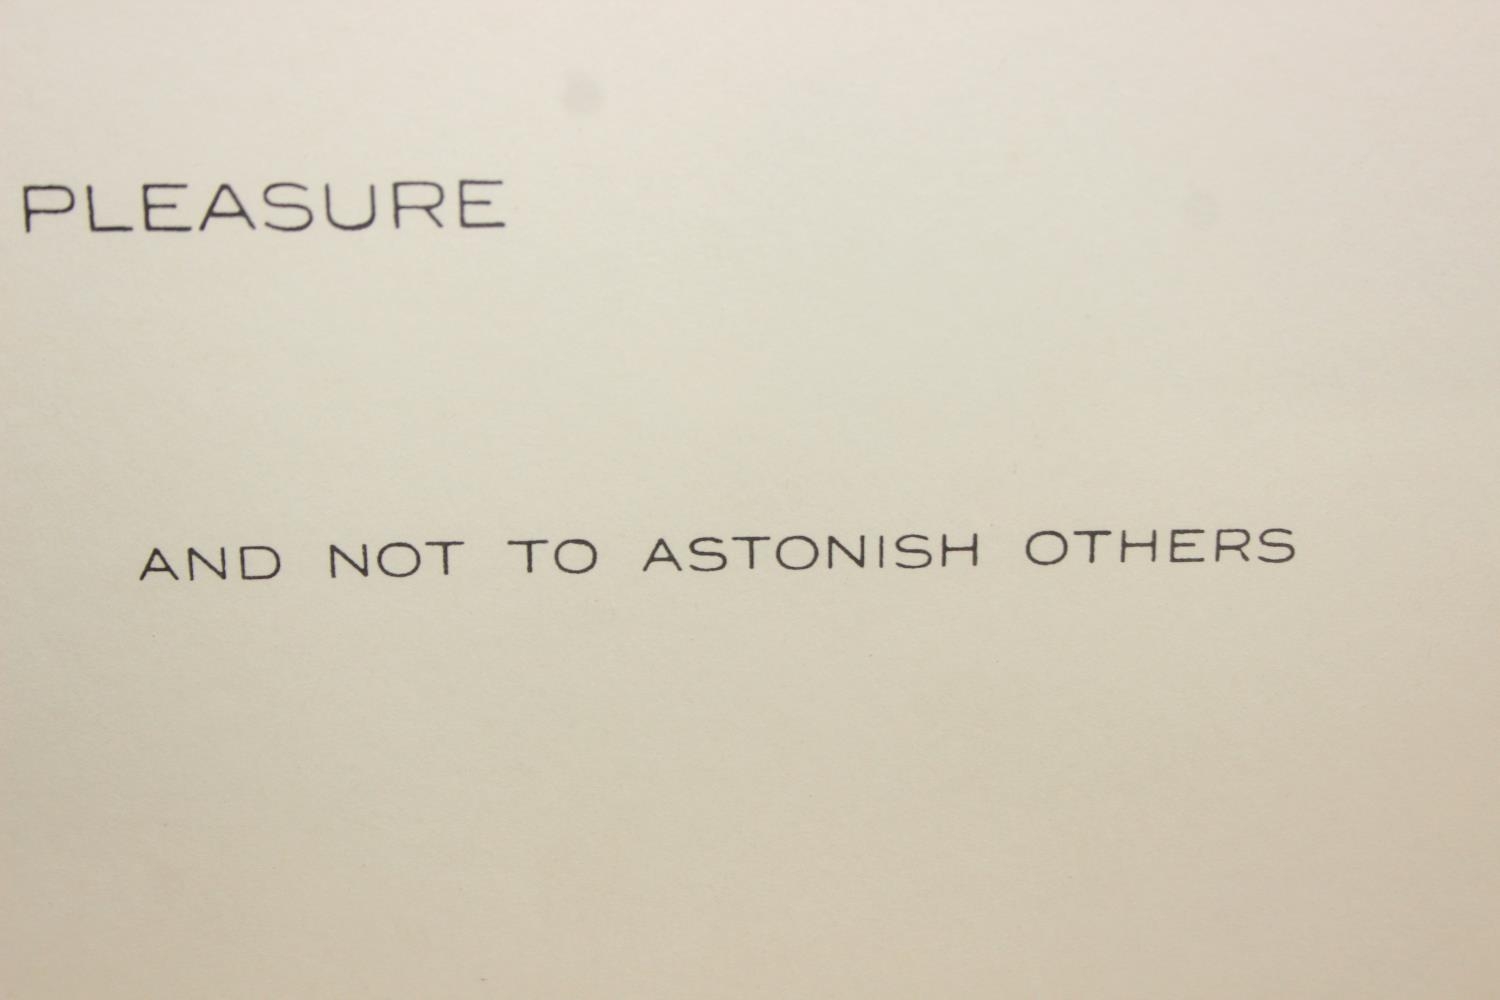 PLEASURE
AND NOT TO ASTONISH OTHERS